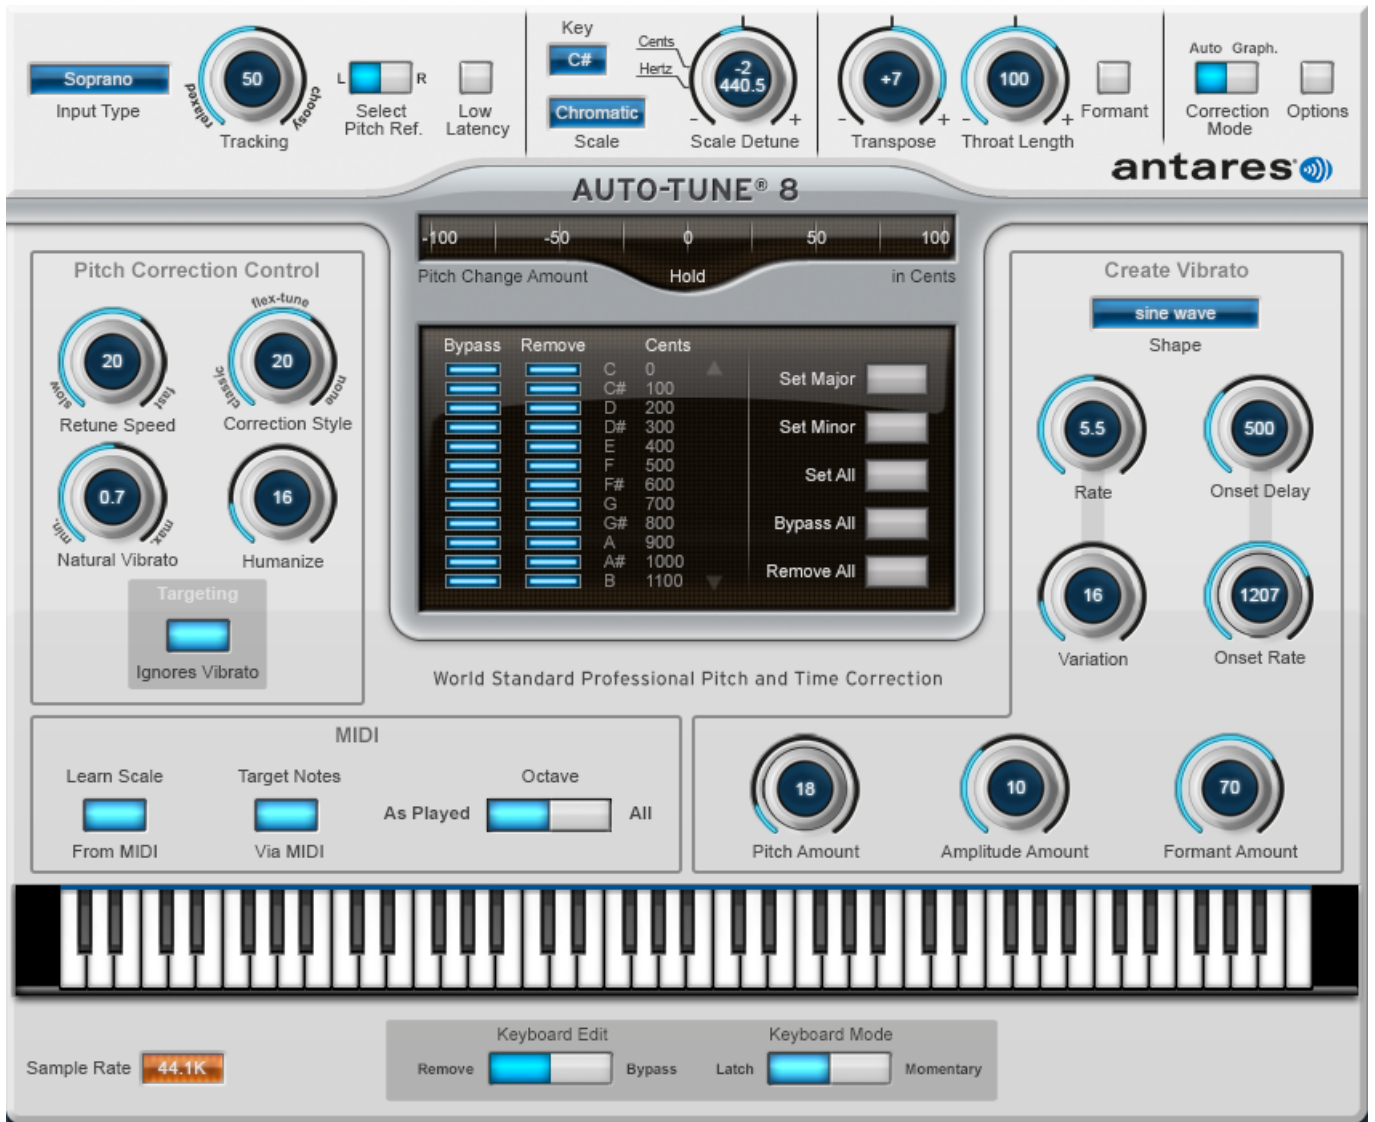 Soprano
Input Type
50
relaxed
choosy
Tracking
L
R
Select
Pitch Ref.
Low
Latency
Key
C#
Chromatic
Scale
Cents
Hertz
-2
440.5
- +
Scale Detune
+7
- +
Transpose
100
- +
Throat Length
Formant
Auto Graph.
Correction
Mode
Options
antares
AUTO-TUNE® 8
-100 -50 0 50 100
Pitch Change Amount Hold in Cents
Pitch Correction Control
20
slow
fast
Retune Speed
flex-tune
20
classic
none
Correction Style
0.7
min.
max.
Natural Vibrato
16
Humanize
Targeting
Ignores Vibrato
Bypass Remove Cents
C 0
C# 100
D 200
D# 300
E 400
F 500
F# 600
G 700
G# 800
A 900
A# 1000
B 1100
Set Major
Set Minor
Set All
Bypass All
Remove All
World Standard Professional Pitch and Time Correction
Create Vibrato
sine wave
Shape
5.5
Rate
500
Onset Delay
16
Variation
1207
Onset Rate
18
Pitch Amount
10
Amplitude Amount
70
Formant Amount
MIDI
Learn Scale
From MIDI
Target Notes
Via MIDI
Octave
As Played All
Sample Rate 44.1K
Keyboard Edit
Remove Bypass
Keyboard Mode
Latch Momentary